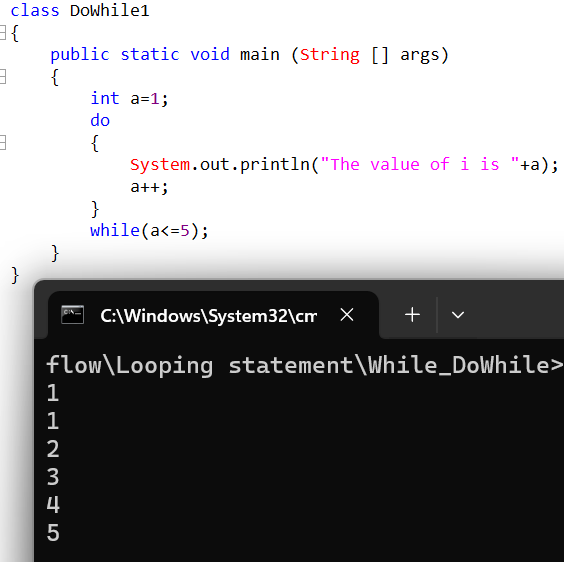 class DoWhile1
{
public static void main (String [] args)
{
int a=1;
do
{
System.out.println("The value of i is "+a);
a++;
}
while(a<=5);
}
}
C:\Windows\System32\cm
flow\Looping statement\While_DoWhile>
1
1
2
3
4
5